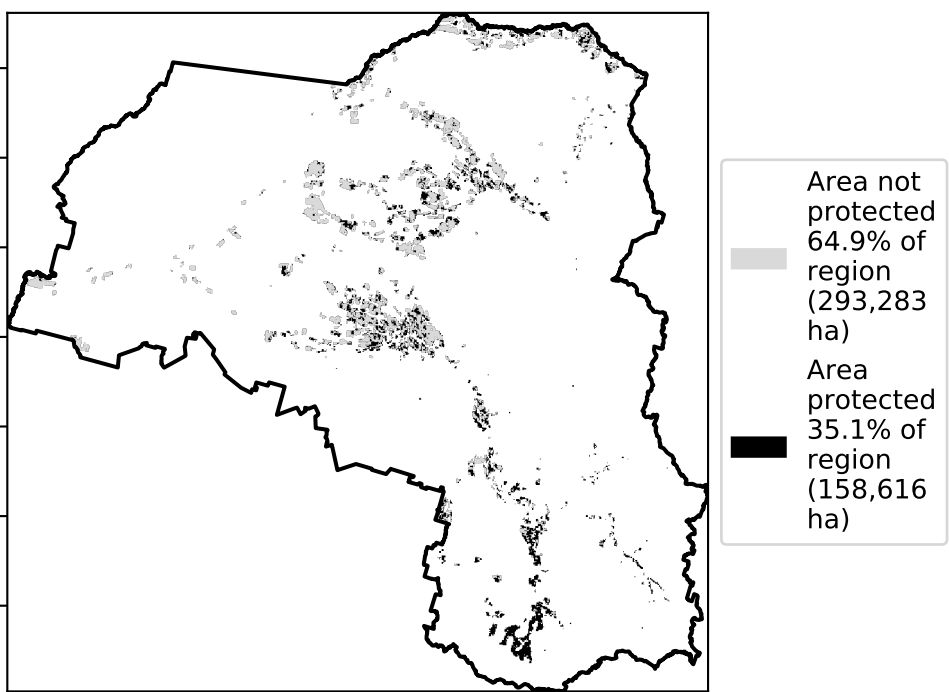 Area not
protected
64.9% of
region
(293,283
ha)
Area
protected
35.1% of
region
(158,616
ha)